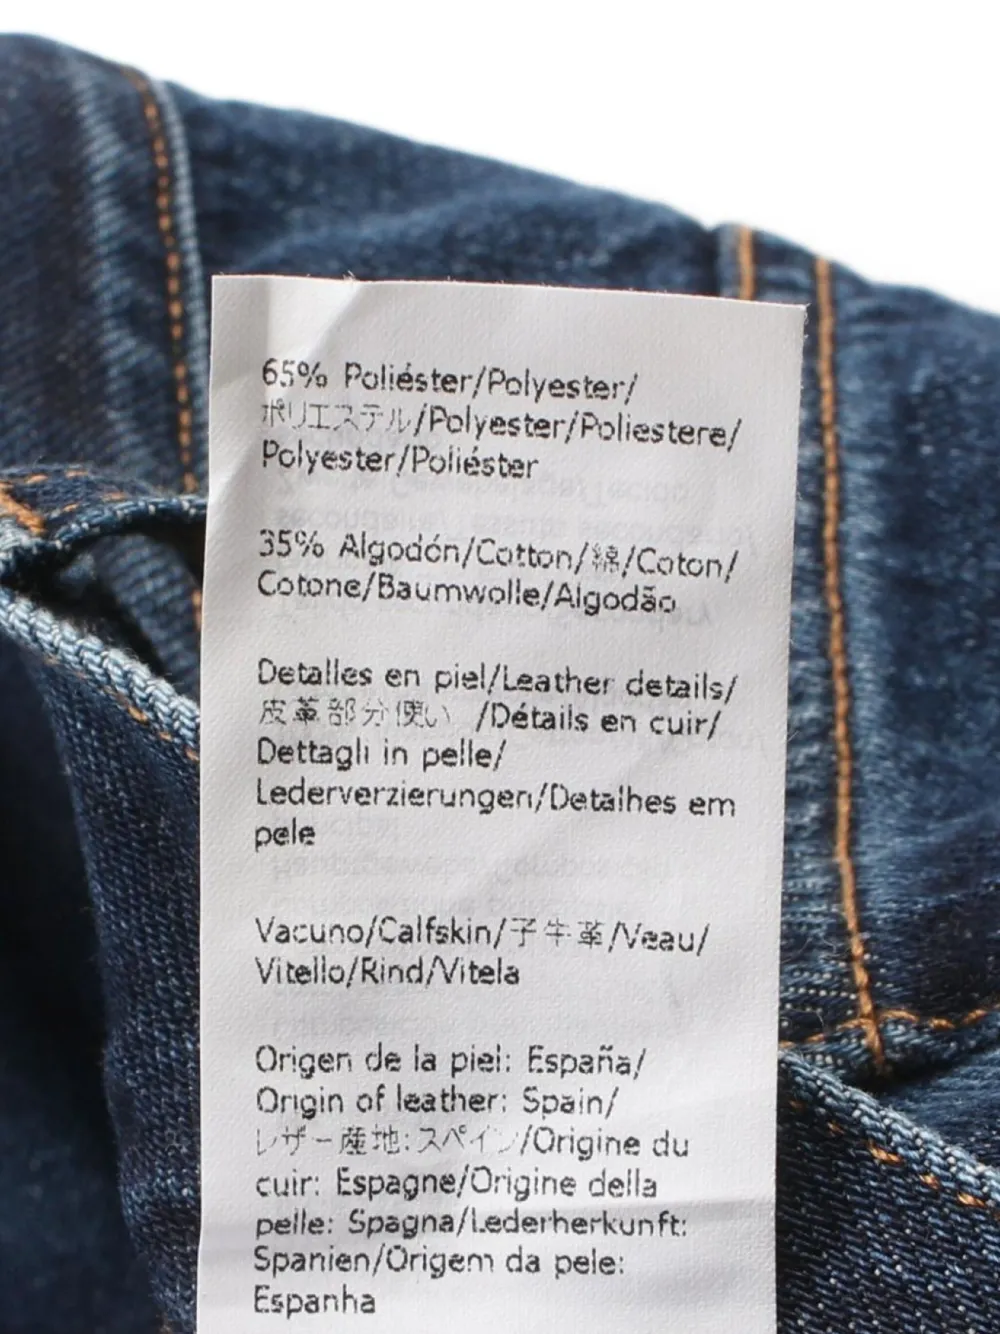 65% Poliéster/Polyester/
ポリエステル/Polyester/Poliestere/
Polyester/Poliéster
35% Algodón/Cotton/綿/Coton/
Cotone/Baumwolle/Algodão
Detalles en piel/Leather details/
皮革部分使い /Détails en cuir/
Dettagli in pelle/
Lederverzierungen/Detalhes em
pele
Vacuno/Calfskin/子牛革/Veau/
Vitello/Rind/Vitela
Origen de la piel: España/
Origin of leather: Spain/
レザー産地:スペイン/Origine du
cuir: Espagne/Origine della
pelle: Spagna/Lederherkunft:
Spanien/Origem da pele:
Espanha